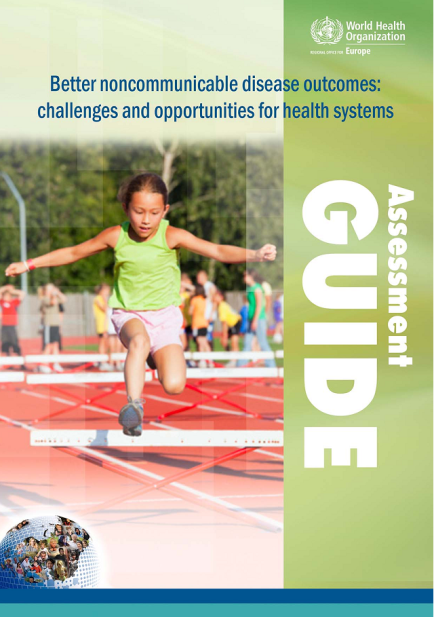 World Health
Organization
REGIONAL OFFICE FOR Europe
Better noncommunicable disease outcomes:
challenges and opportunities for health systems
Assessment
GUIDE